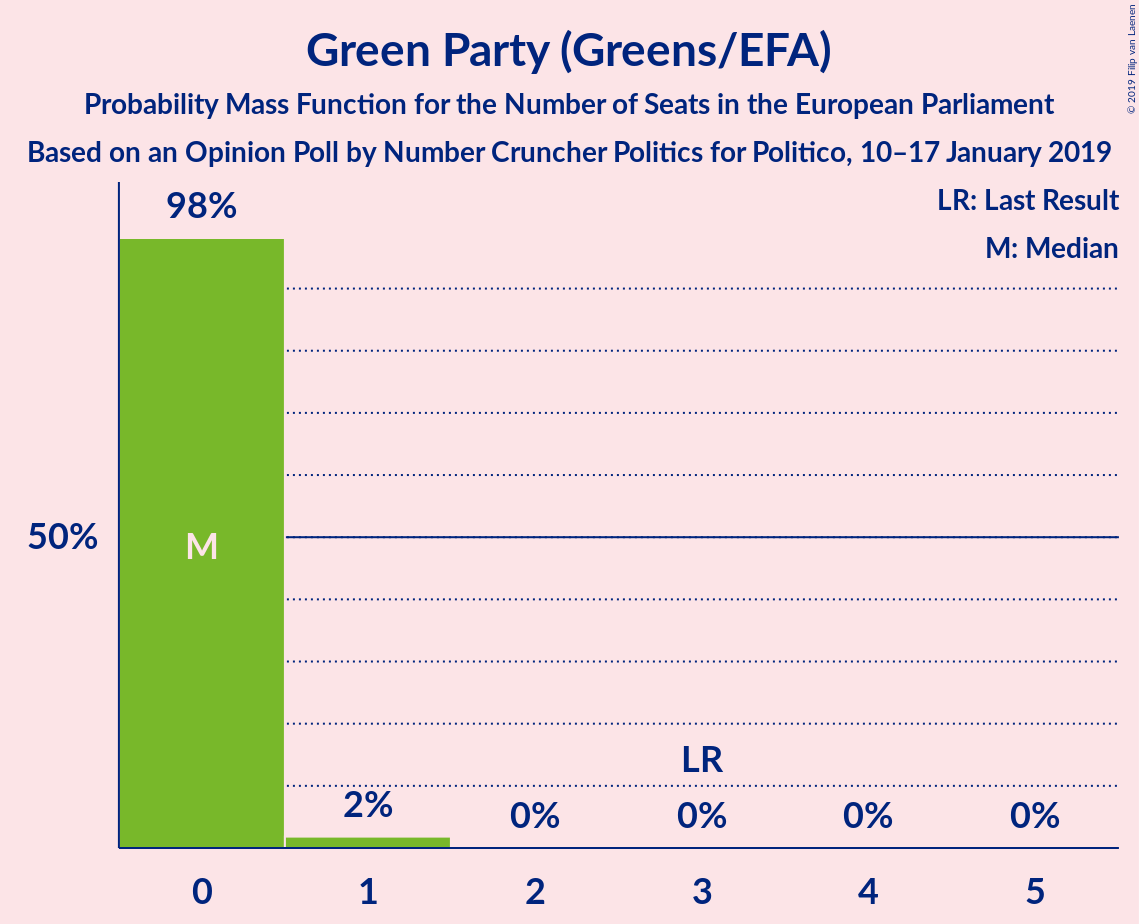 Green Party (Greens/EFA)
Probability Mass Function for the Number of Seats in the European Parliament
Based on an Opinion Poll by Number Cruncher Politics for Politico, 10–17 January 2019
© 2019 Filip van Laenen
LR: Last Result
M: Median
98%
50%
M
LR
2%
0%
0%
0%
0%
0
1
2
3
4
5